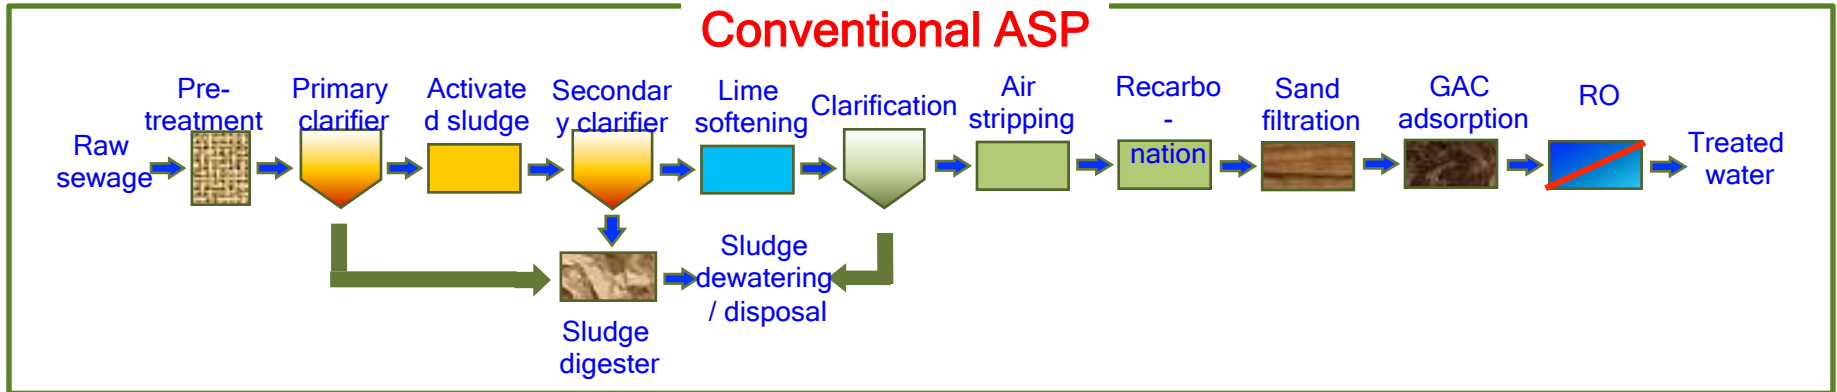 Conventional ASP
Raw
sewage
Pre-
treatment
Primary
clarifier
Activate
d sludge
Secondar
y clarifier
Lime
softening
Clarification
Air
stripping
Recarbo
-
nation
Sand
filtration
GAC
adsorption
RO
Treated
water
Sludge
digester
Sludge
dewatering
/ disposal